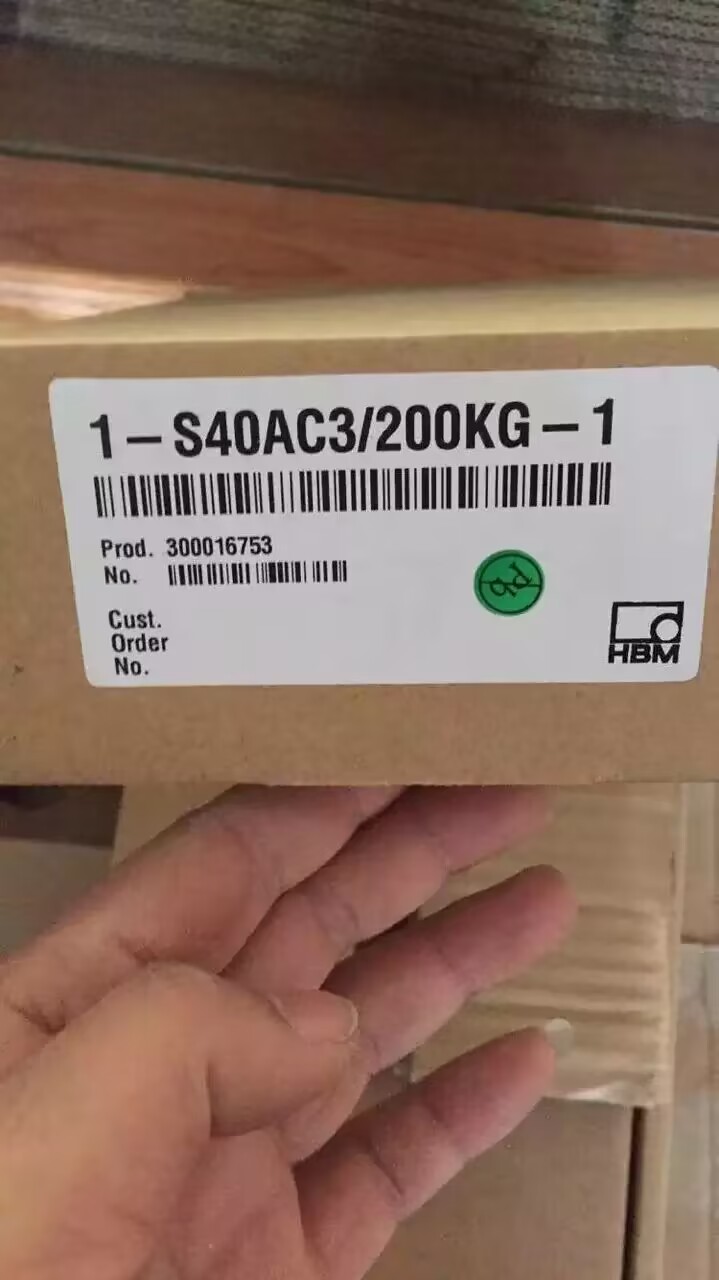 1 – S40AC3/200KG – 1
Prod. 300016753
No.
Cust.
Order
No.
HBM